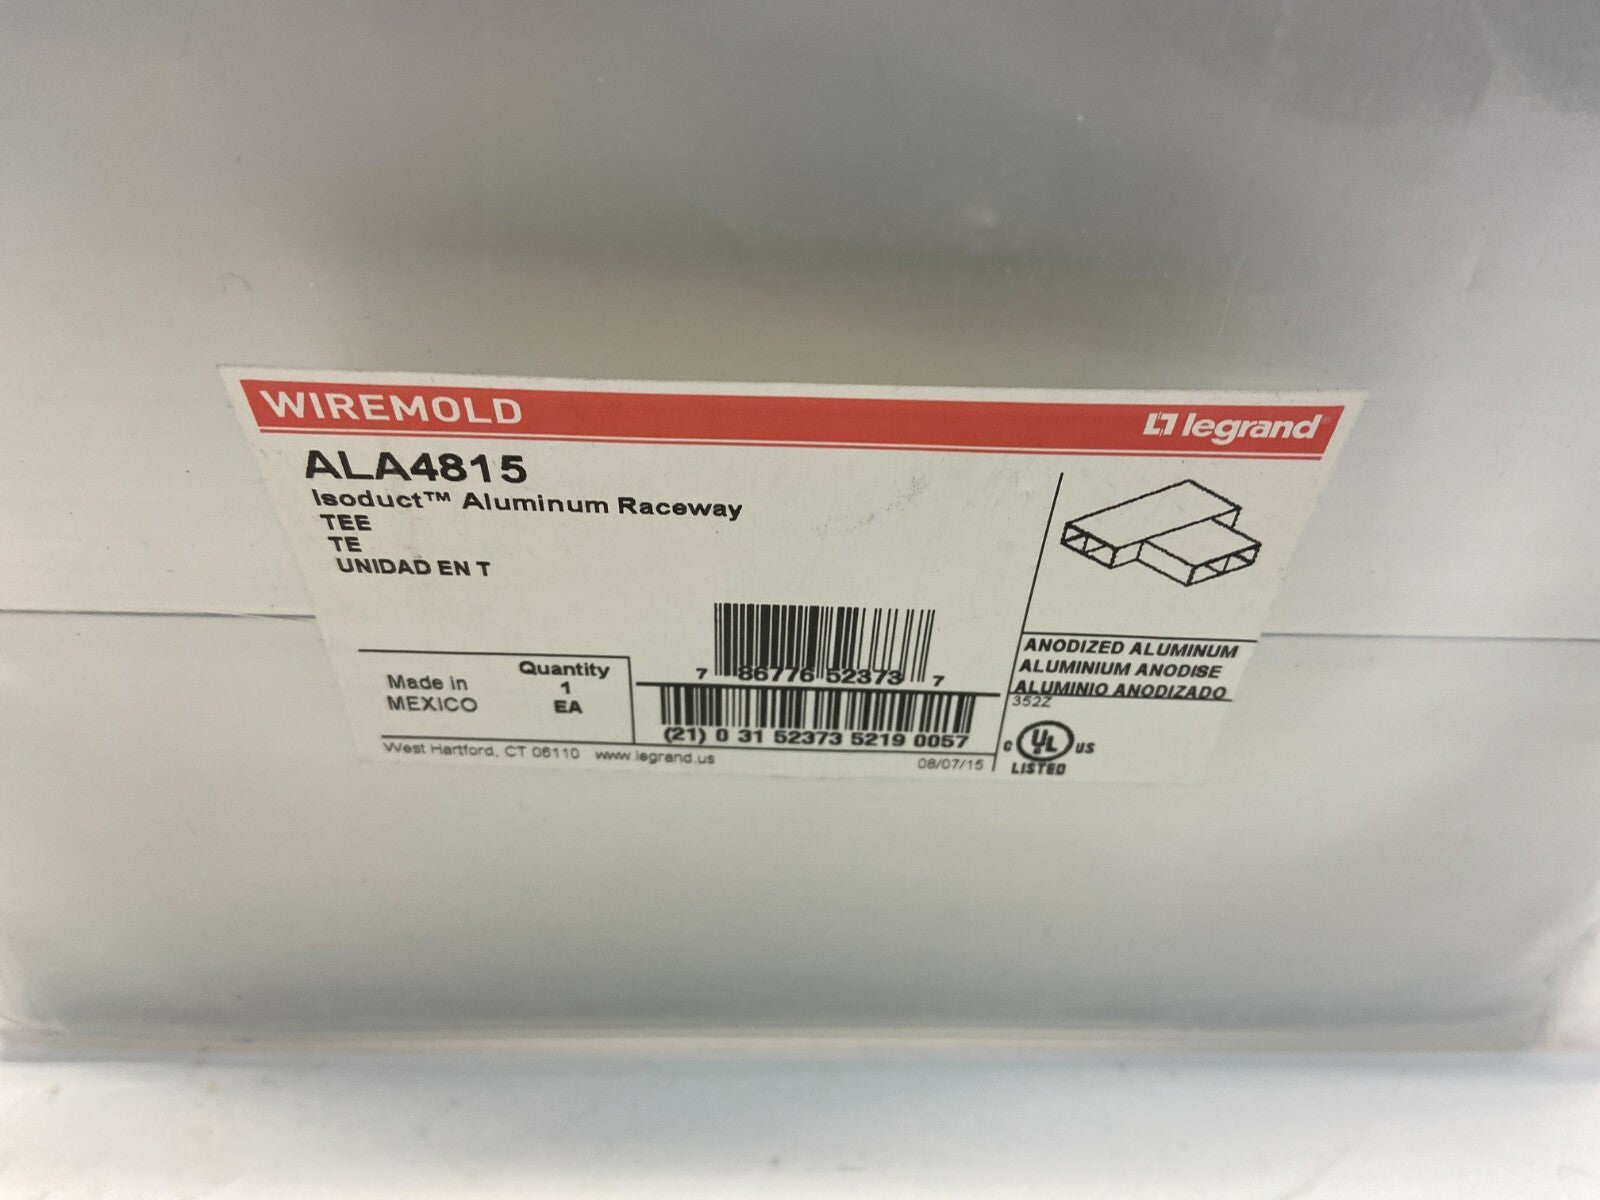 WIREMOLD
legrand
ALA4815
Isoduct™ Aluminum Raceway
TEE
TE
UNIDAD EN T
Made in
MEXICO
Quantity
1
EA
7 86776 52373 7
(21) 0 31 52373 5219 0057
West Hartford, CT 06110 www.legrand.us
08/07/15
ANODIZED ALUMINUM
ALUMINIUM ANODISE
ALUMINIO ANODIZADO
352Z
C UL US
LISTED